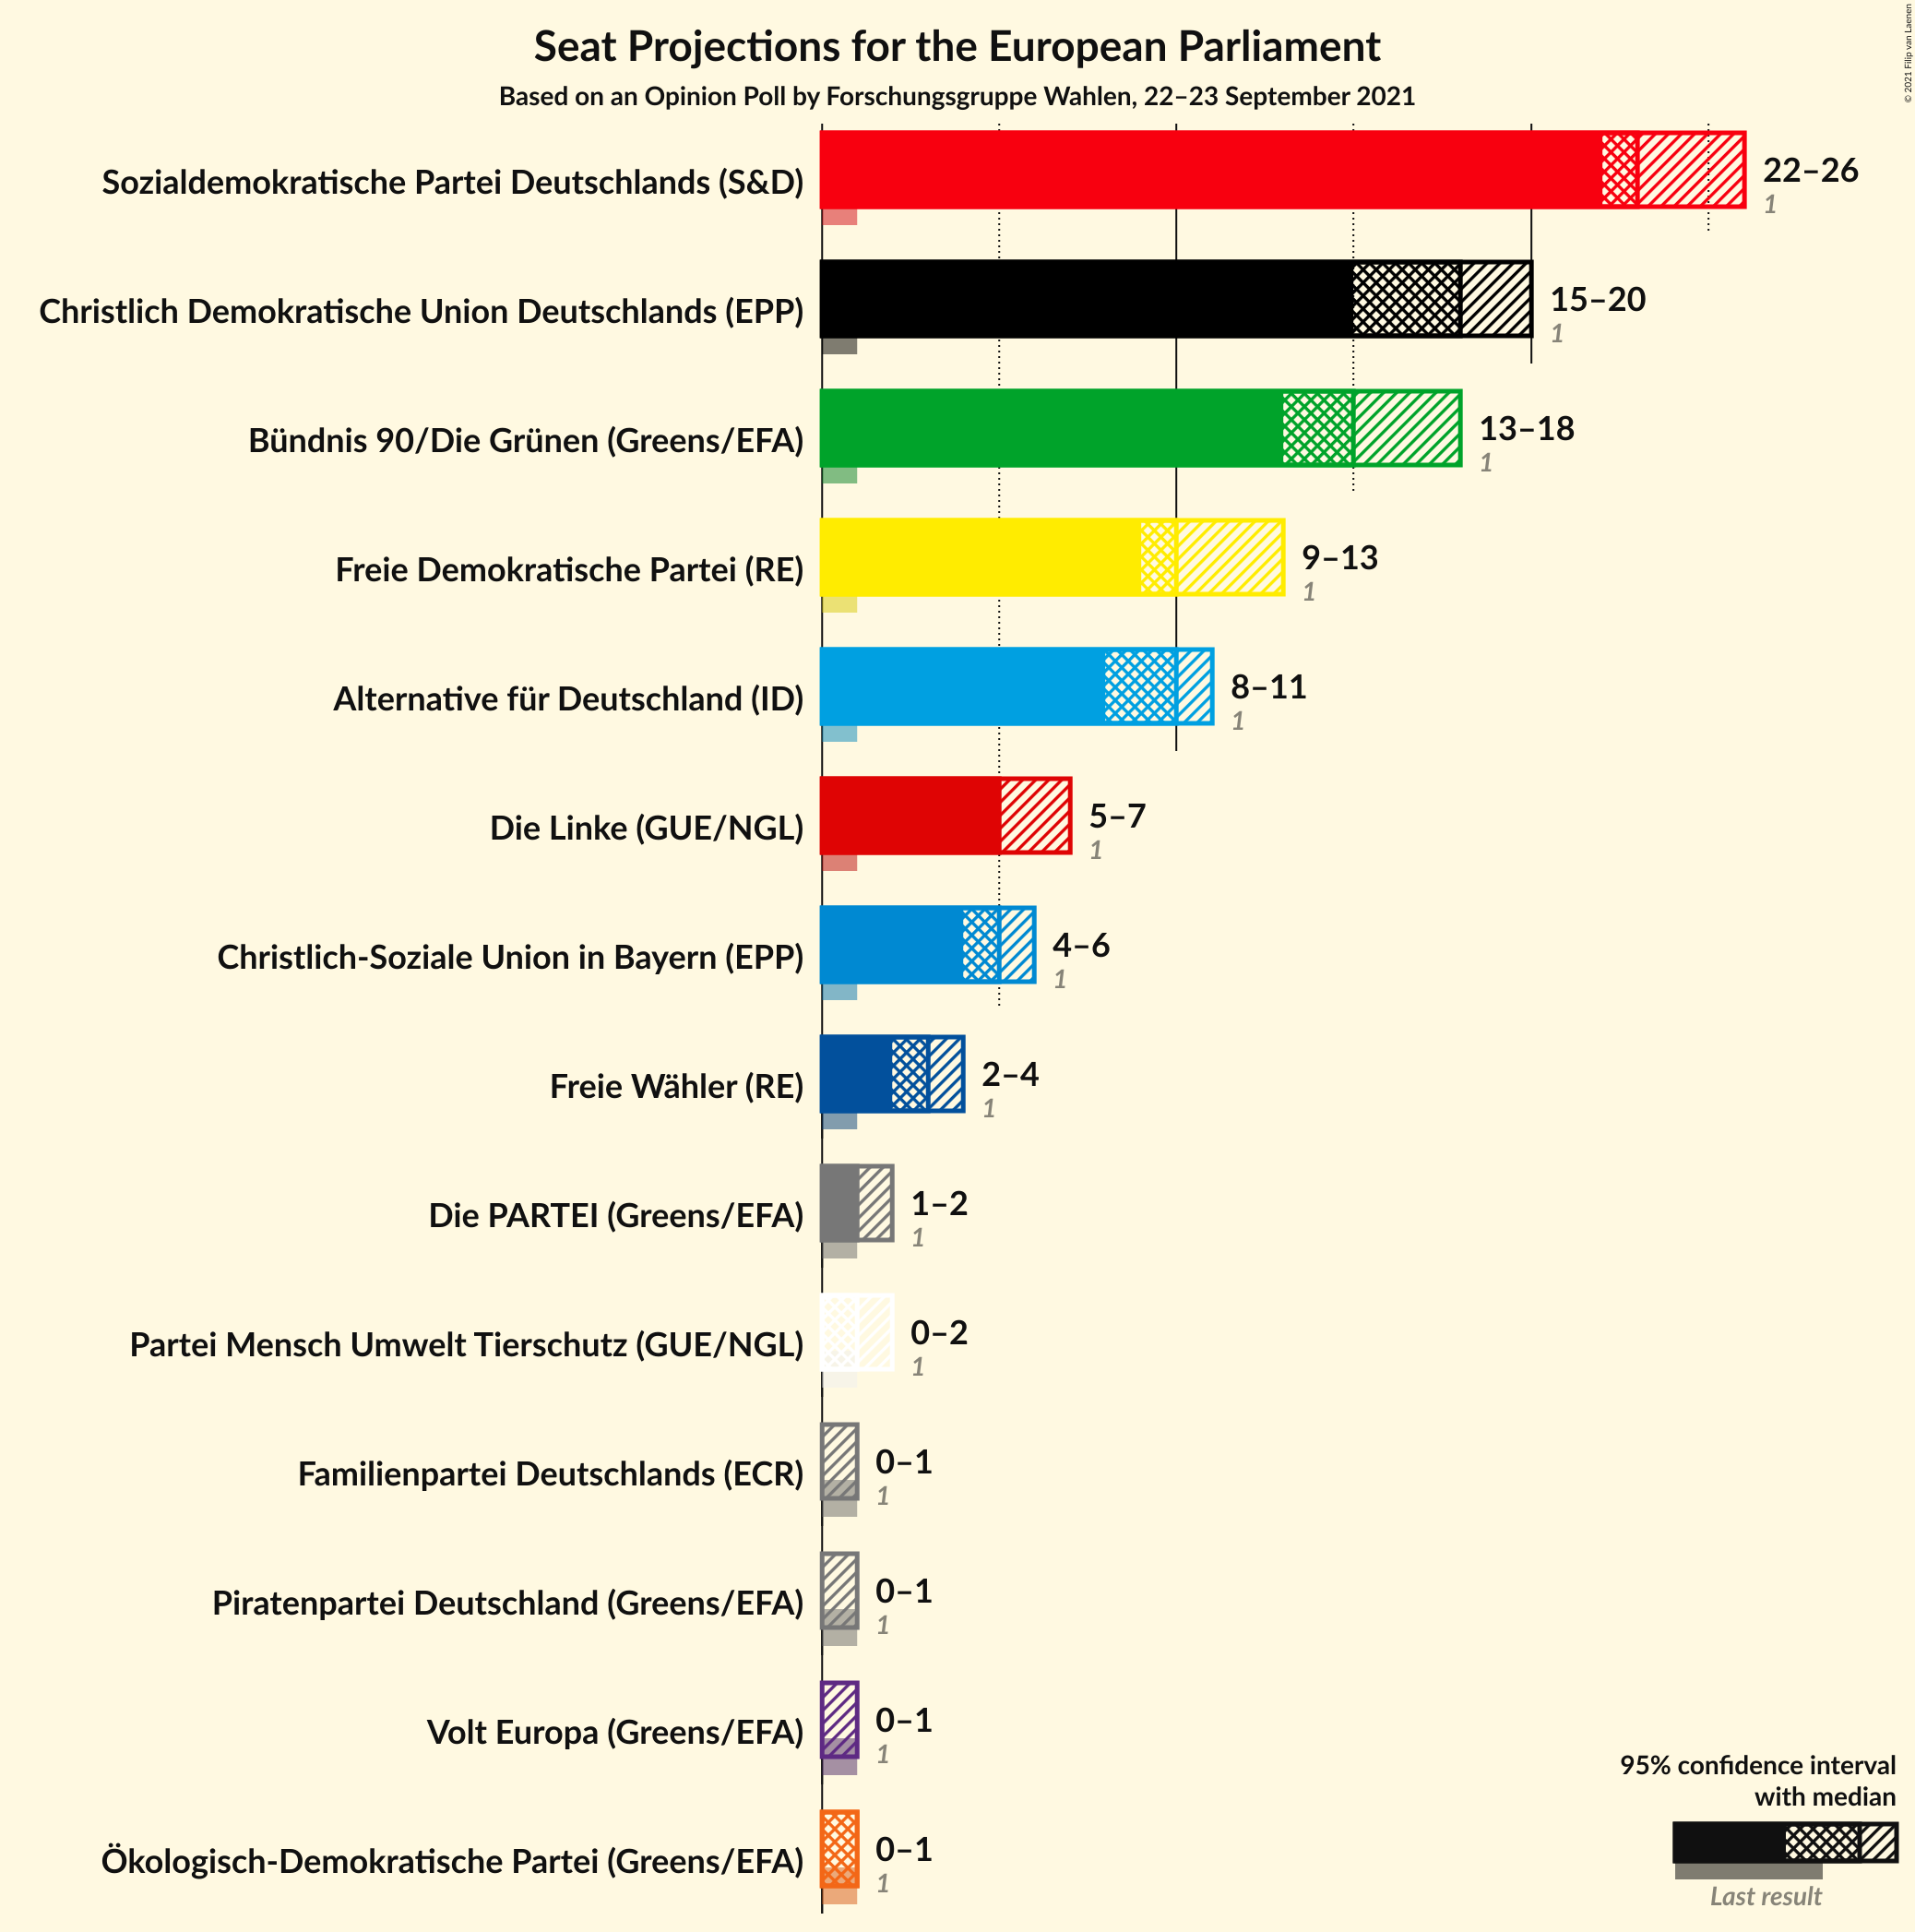 Seat Projections for the European Parliament
Based on an Opinion Poll by Forschungsgruppe Wahlen, 22–23 September 2021
© 2021 Filip van Laenen
Sozialdemokratische Partei Deutschlands (S&D)
22–26
1
Christlich Demokratische Union Deutschlands (EPP)
15–20
1
Bündnis 90/Die Grünen (Greens/EFA)
13–18
1
Freie Demokratische Partei (RE)
9–13
1
Alternative für Deutschland (ID)
8–11
1
Die Linke (GUE/NGL)
5–7
1
Christlich-Soziale Union in Bayern (EPP)
4–6
1
Freie Wähler (RE)
2–4
1
Die PARTEI (Greens/EFA)
1–2
1
Partei Mensch Umwelt Tierschutz (GUE/NGL)
0–2
1
Familienpartei Deutschlands (ECR)
0–1
1
Piratenpartei Deutschland (Greens/EFA)
0–1
1
Volt Europa (Greens/EFA)
0–1
1
Ökologisch-Demokratische Partei (Greens/EFA)
0–1
1
95% confidence interval
with median
Last result